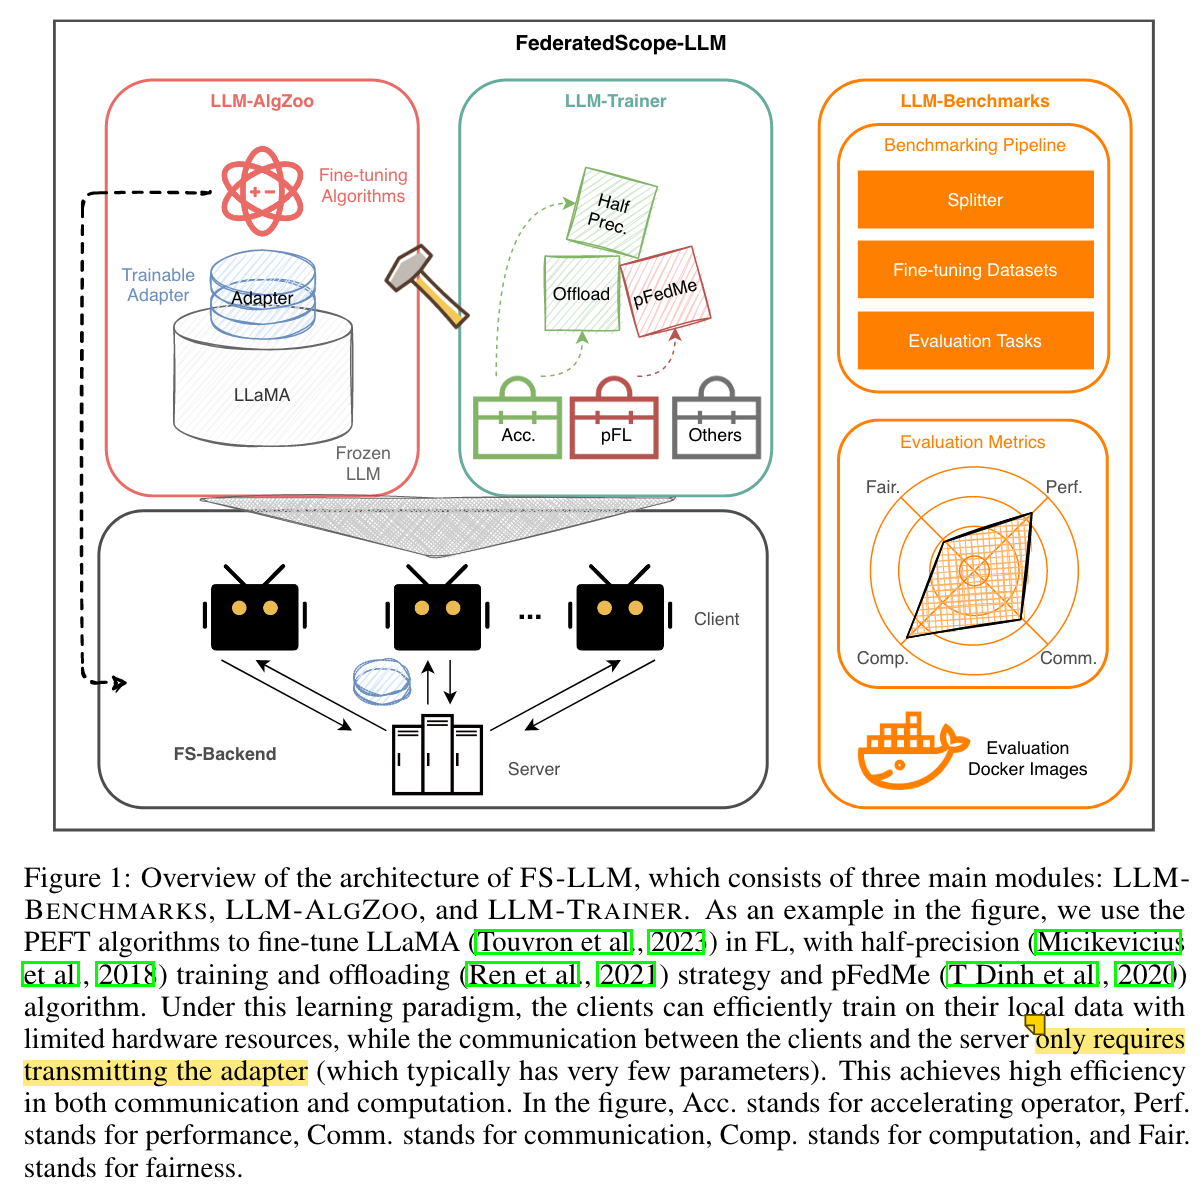 FederatedScope-LLM
LLM-AlgZoo
Fine-tuning
Algorithms
Trainable
Adapter
Adapter
LLaMA
Frozen
LLM
LLM-Trainer
Half
Prec.
Offload
pFedMe
Acc.
pFL
Others
LLM-Benchmarks
Benchmarking Pipeline
Splitter
Fine-tuning Datasets
Evaluation Tasks
Evaluation Metrics
Fair.
Perf.
Comp.
Comm.
Evaluation
Docker Images
...
Client
FS-Backend
Server
Figure 1: Overview of the architecture of FS-LLM, which consists of three main modules: LLM-
BENCHMARKS, LLM-ALGZOO, and LLM-TRAINER. As an example in the figure, we use the
PEFT algorithms to fine-tune LLaMA (Touvron et al., 2023) in FL, with half-precision (Micikevicius
et al., 2018) training and offloading (Ren et al., 2021) strategy and pFedMe (T Dinh et al., 2020)
algorithm. Under this learning paradigm, the clients can efficiently train on their local data with
limited hardware resources, while the communication between the clients and the server only requires
transmitting the adapter (which typically has very few parameters). This achieves high efficiency
in both communication and computation. In the figure, Acc. stands for accelerating operator, Perf.
stands for performance, Comm. stands for communication, Comp. stands for computation, and Fair.
stands for fairness.